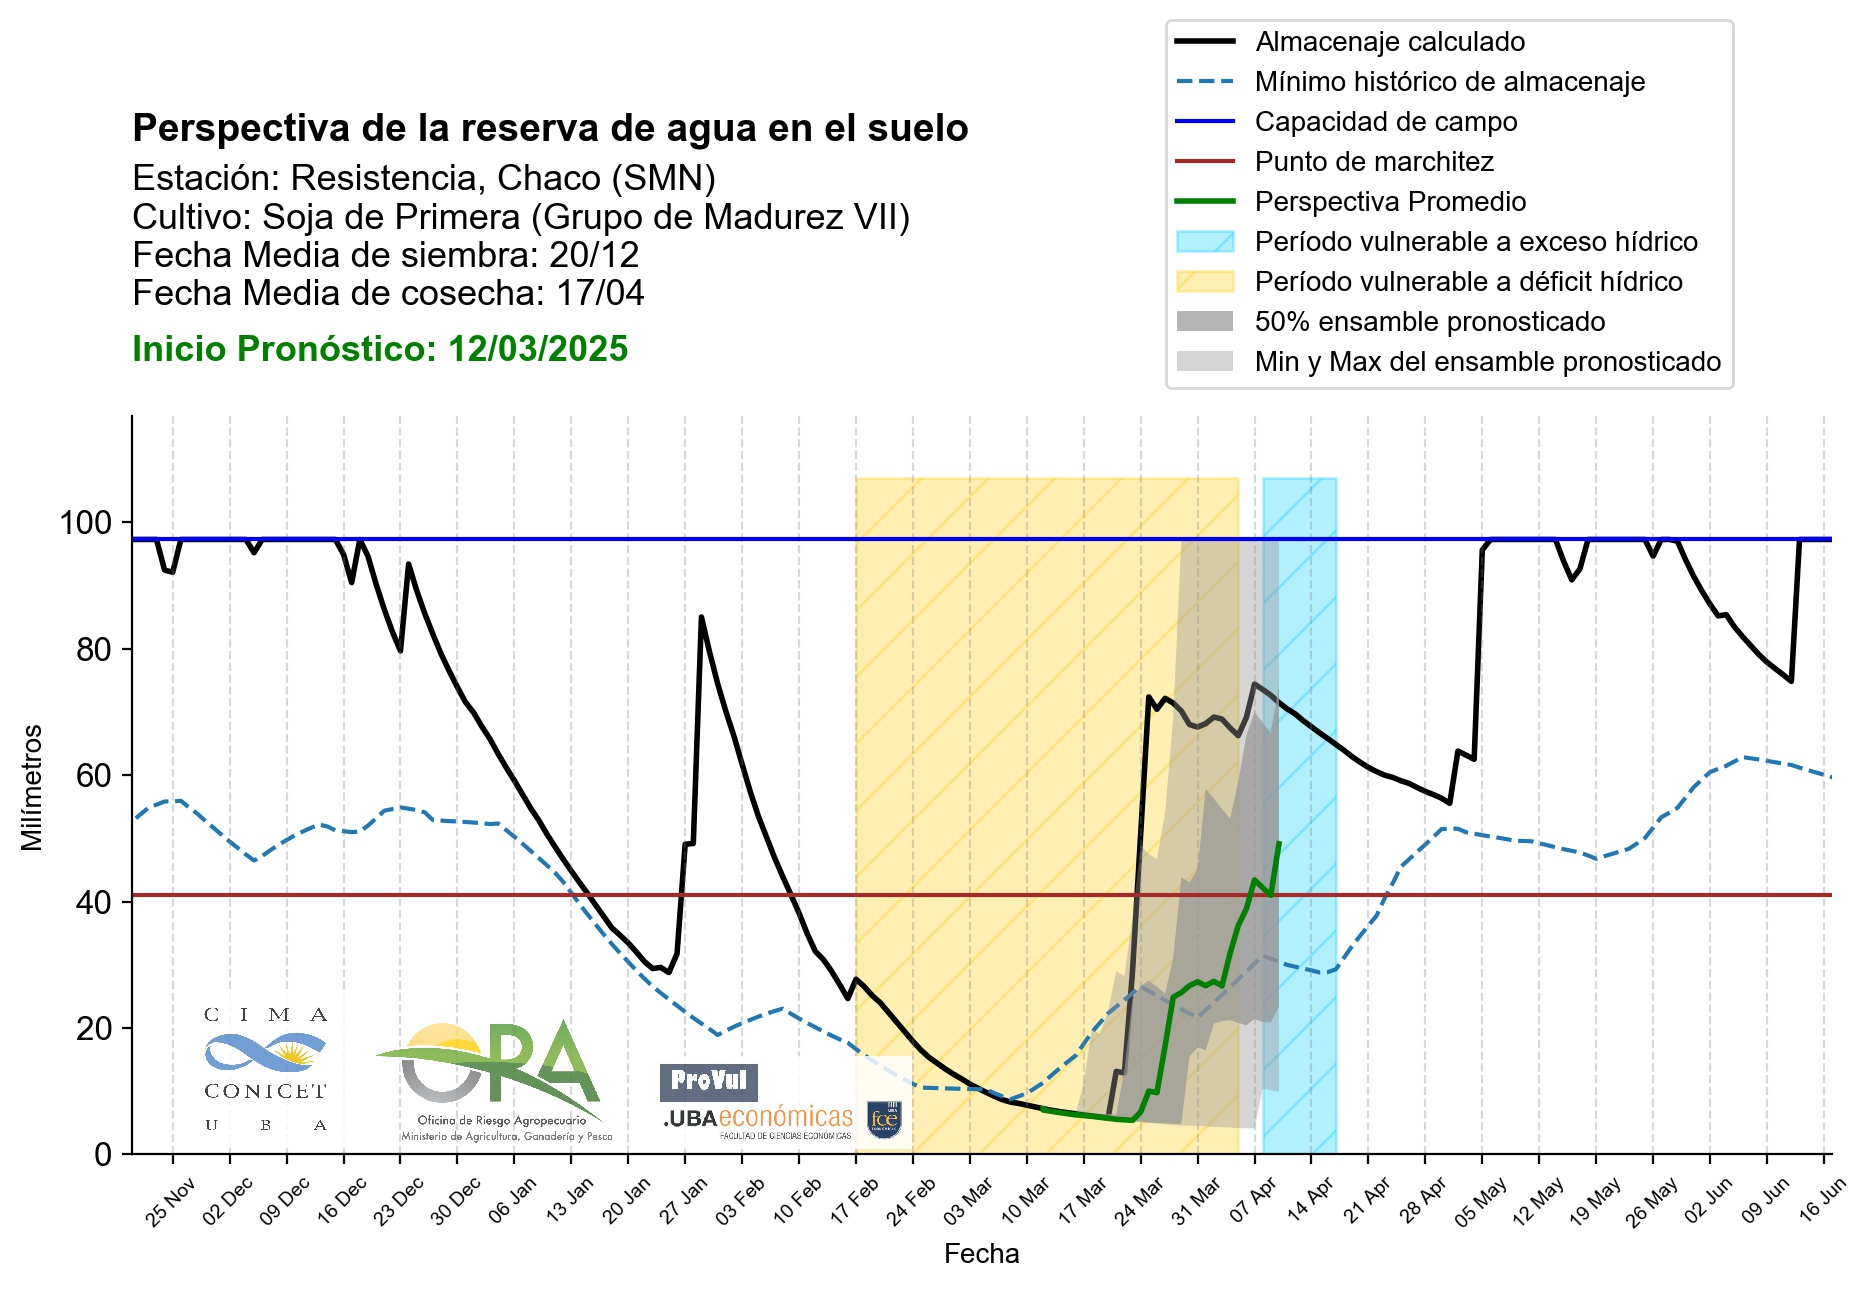 Almacenaje calculado
Mínimo histórico de almacenaje
Capacidad de campo
Punto de marchitez
Perspectiva Promedio
Período vulnerable a exceso hídrico
Período vulnerable a déficit hídrico
50% ensamble pronosticado
Min y Max del ensamble pronosticado
Perspectiva de la reserva de agua en el suelo
Estación: Resistencia, Chaco (SMN)
Cultivo: Soja de Primera (Grupo de Madurez VII)
Fecha Media de siembra: 20/12
Fecha Media de cosecha: 17/04
Inicio Pronóstico: 12/03/2025
Milímetros
100
80
60
40
20
0
CIMA
CONICET
UBA
OPA
Oficina de Riesgo Agropecuario
Ministerio de Agricultura, Ganadería y Pesca
ProVul
.UBAeconómicas
FACULTAD DE CIENCIAS ECONÓMICAS
UBA
fce
ECONÓMICAS
25 Nov
02 Dec
09 Dec
16 Dec
23 Dec
30 Dec
06 Jan
13 Jan
20 Jan
27 Jan
03 Feb
10 Feb
17 Feb
24 Feb
03 Mar
10 Mar
17 Mar
24 Mar
31 Mar
07 Apr
14 Apr
21 Apr
28 Apr
05 May
12 May
19 May
26 May
02 Jun
09 Jun
16 Jun
Fecha